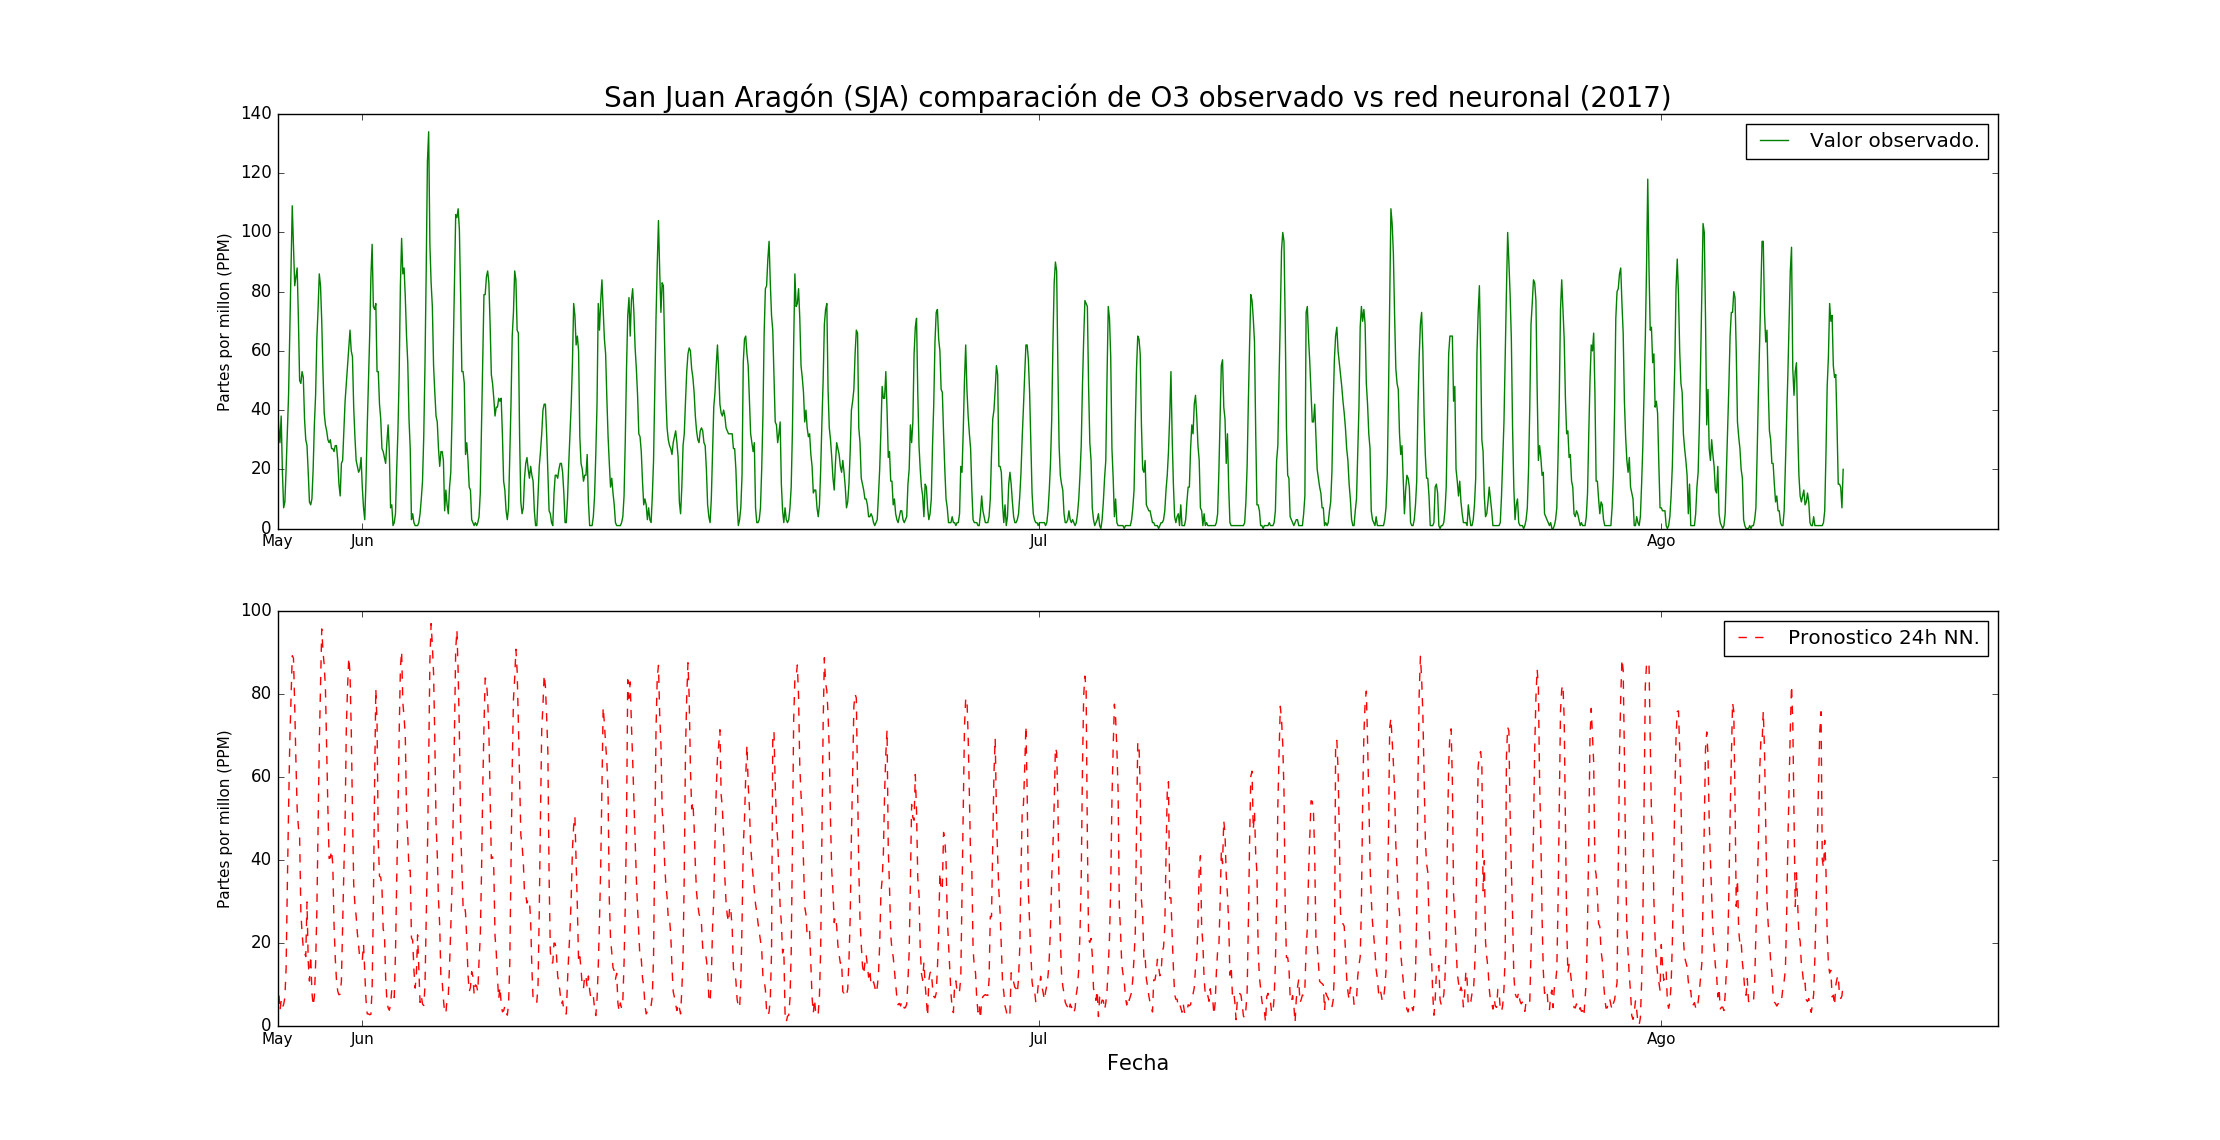 San Juan Aragón (SJA) comparación de O3 observado vs red neuronal (2017)
140
120
100
80
60
40
20
0
Partes por millon (PPM)
Valor observado.
May Jun Jul Ago
100
80
60
40
20
0
Partes por millon (PPM)
Pronostico 24h NN.
May Jun Jul Ago
Fecha